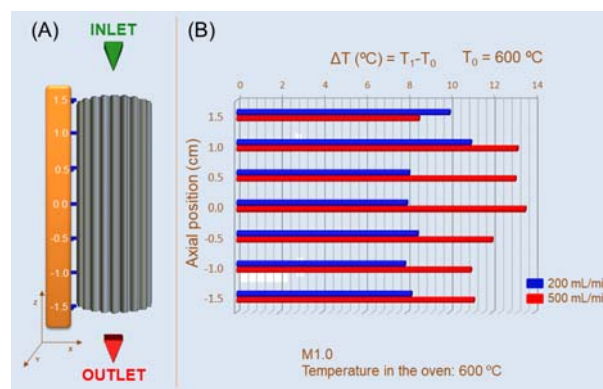 (A)
INLET
1.5
1.0
0.5
0.0
-0.5
-1.0
-1.5
Z
Y
X
OUTLET
(B)
ΔT (ºC) = T1-T0 T0 = 600 ºC
0 2 4 6 8 10 12 14
Axial position (cm)
1.5
1.0
0.5
0.0
-0.5
-1.0
-1.5
200 mL/mi
500 mL/mi
M1.0
Temperature in the oven: 600 ºC